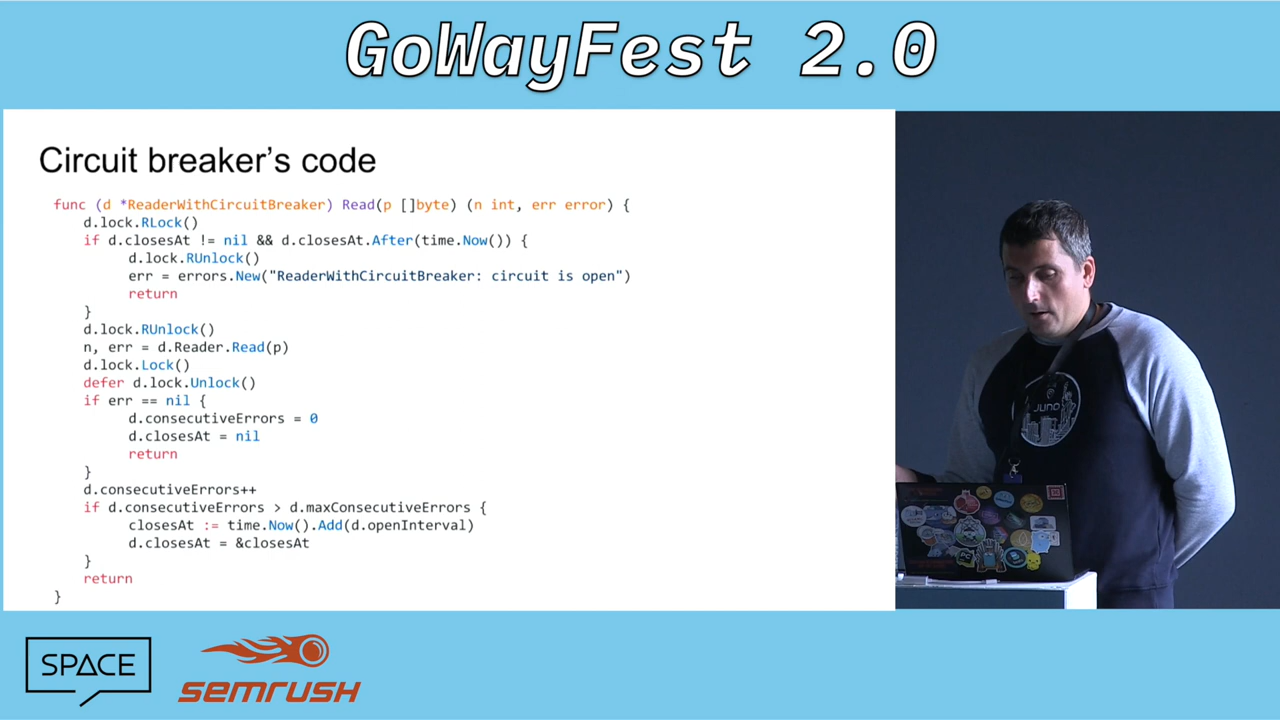 GoWayFest 2.0
Circuit breaker's code
func (d *ReaderWithCircuitBreaker) Read(p []byte) (n int, err error) {
d.lock.RLock()
if d.closesAt != nil && d.closesAt.After(time.Now()) {
d.lock.RUnlock()
err = errors.New("ReaderWithCircuitBreaker: circuit is open")
return
}
d.lock.RUnlock()
n, err = d.Reader.Read(p)
d.lock.Lock()
defer d.lock.Unlock()
if err == nil {
d.consecutiveErrors = 0
d.closesAt = nil
return
}
d.consecutiveErrors++
if d.consecutiveErrors > d.maxConsecutiveErrors {
closesAt := time.Now().Add(d.openInterval)
d.closesAt = &closesAt
}
return
}
JUNO
SPACE
semrush